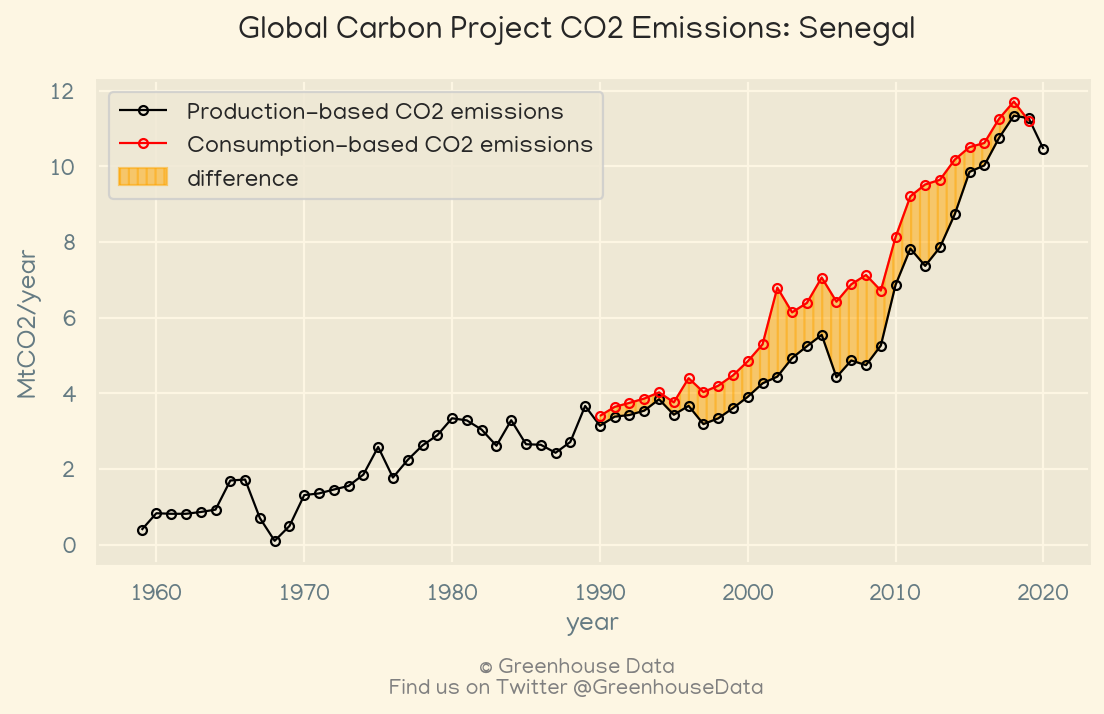 Global Carbon Project CO2 Emissions: Senegal
12
10
8
6
4
2
0
MtCO2/year
Production-based CO2 emissions
Consumption-based CO2 emissions
difference
1960 1970 1980 1990 2000 2010 2020
year
© Greenhouse Data
Find us on Twitter @GreenhouseData